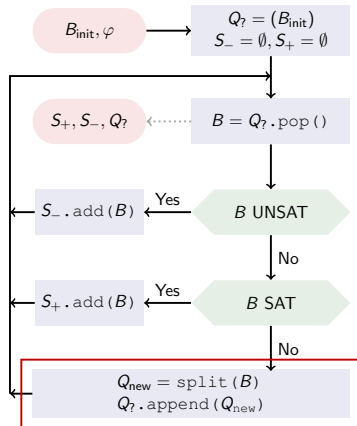 B_init, φ
Q_? = (B_init)
S_− = ∅, S_+ = ∅
S_+, S_−, Q_?
B = Q_?.pop()
S_−.add(B)
Yes
B UNSAT
No
S_+.add(B)
Yes
B SAT
No
Q_new = split(B)
Q_?.append(Q_new)